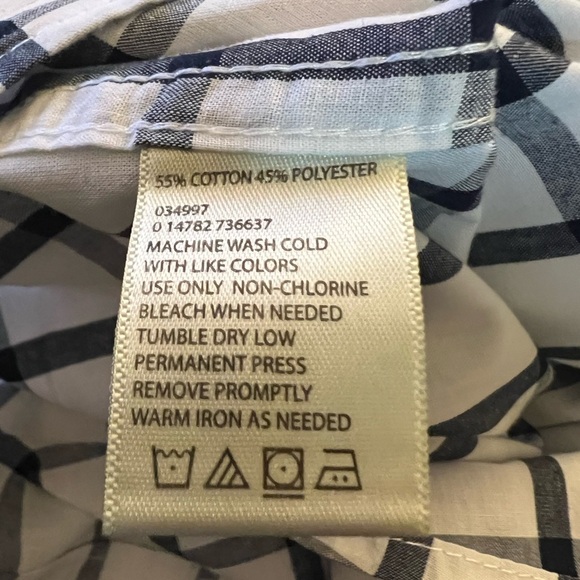 55% COTTON 45% POLYESTER
034997
0 14782 736637
MACHINE WASH COLD
WITH LIKE COLORS
USE ONLY NON-CHLORINE
BLEACH WHEN NEEDED
TUMBLE DRY LOW
PERMANENT PRESS
REMOVE PROMPTLY
WARM IRON AS NEEDED